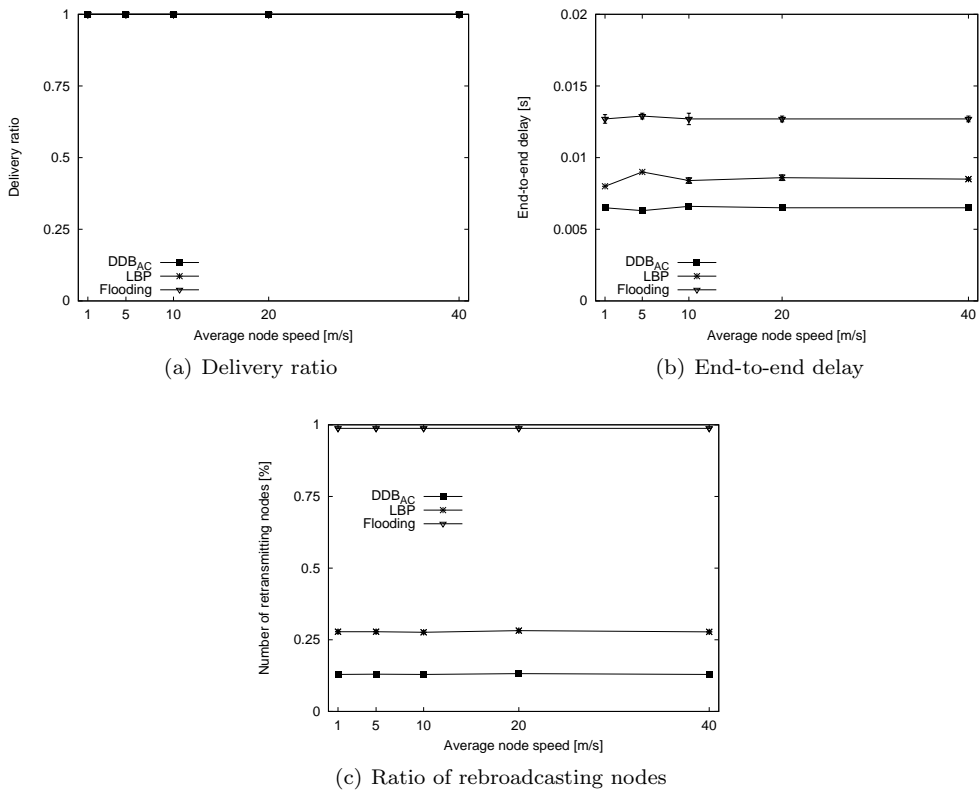 1
0.75
0.5
0.25
0
Delivery ratio
DDB_AC
LBP
Flooding
1 5 10 20 40
Average node speed [m/s]
(a) Delivery ratio
0.02
0.015
0.01
0.005
0
End-to-end delay [s]
DDB_AC
LBP
Flooding
1 5 10 20 40
Average node speed [m/s]
(b) End-to-end delay
1
0.75
0.5
0.25
0
Number of retransmitting nodes [%]
DDB_AC
LBP
Flooding
1 5 10 20 40
Average node speed [m/s]
(c) Ratio of rebroadcasting nodes